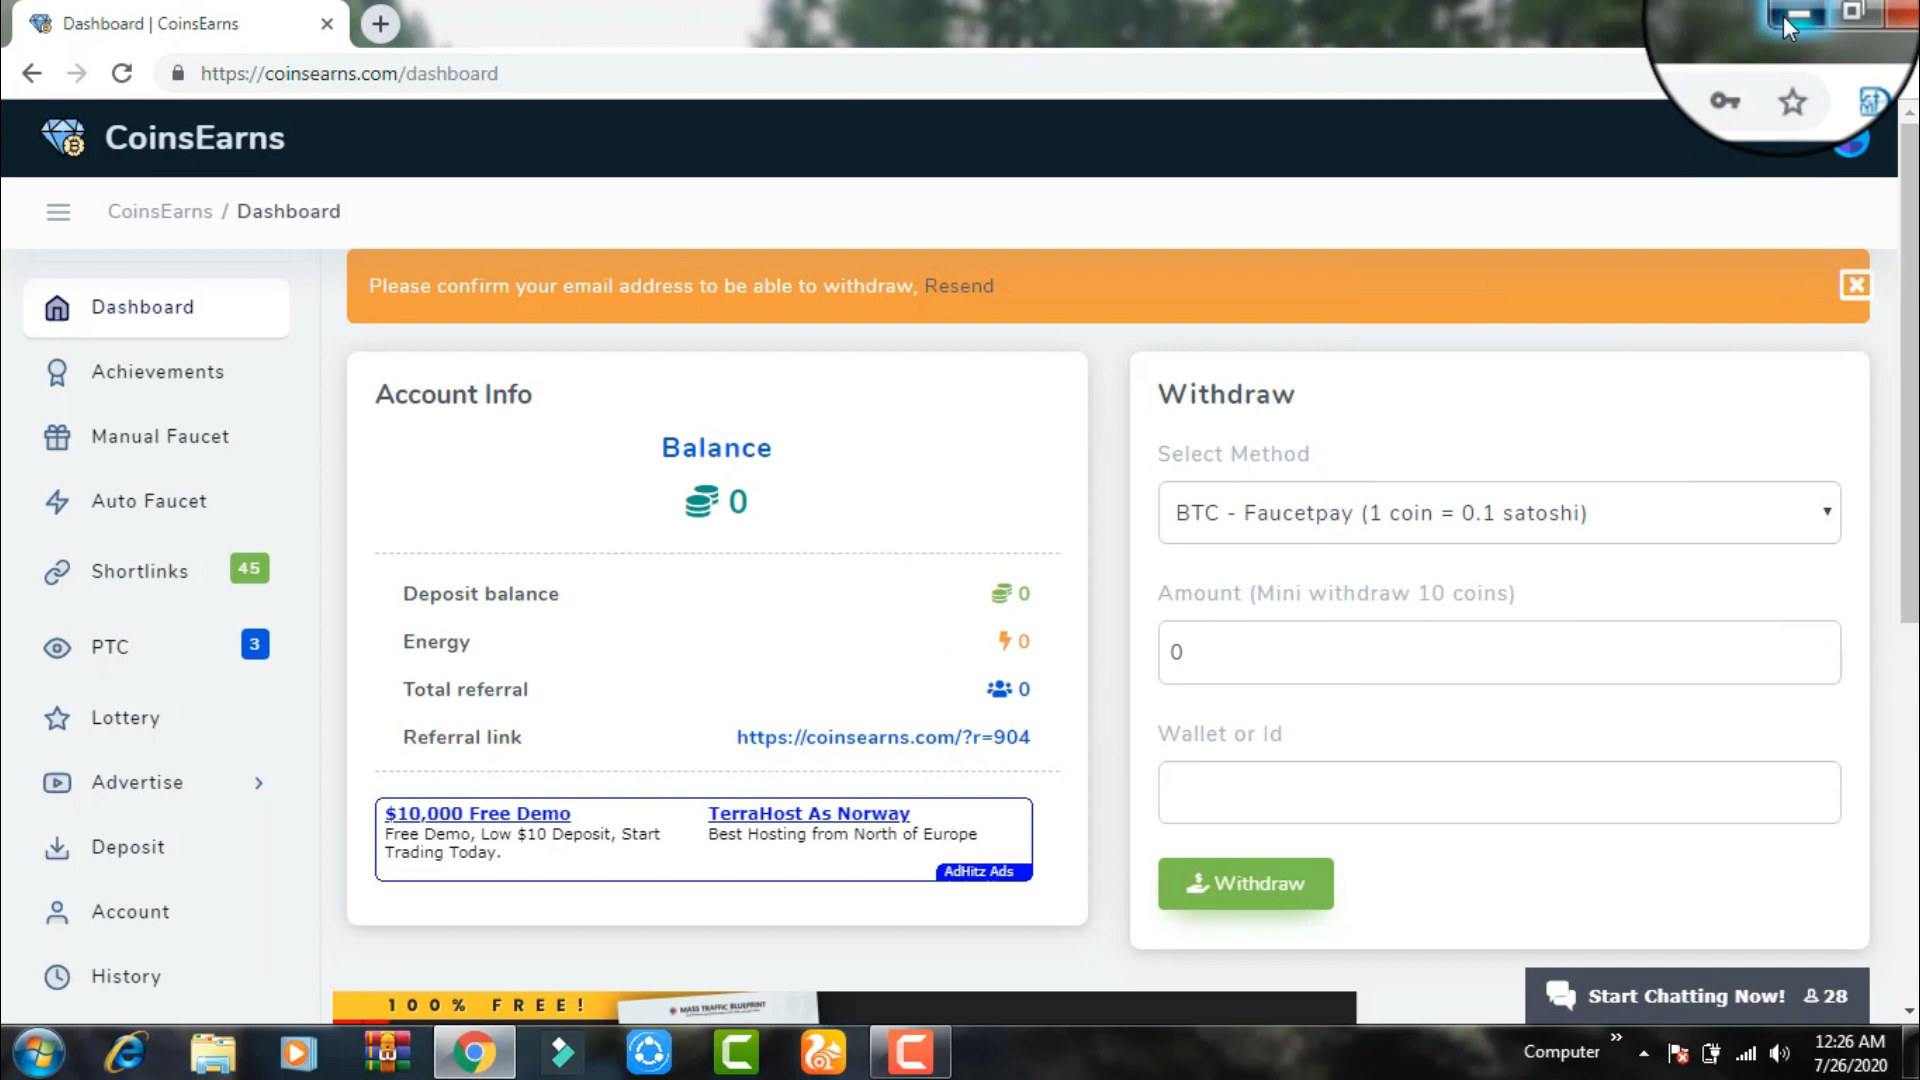 Dashboard | CoinsEarns
https://coinsearns.com/dashboard
CoinsEarns
CoinsEarns / Dashboard
Dashboard
Achievements
Manual Faucet
Auto Faucet
Shortlinks 45
PTC 3
Lottery
Advertise
Deposit
Account
History
Please confirm your email address to be able to withdraw, Resend
Account Info
Balance
0
Deposit balance 0
Energy 0
Total referral 0
Referral link https://coinsearns.com/?r=904
$10,000 Free Demo
Free Demo, Low $10 Deposit, Start
Trading Today.
TerraHost As Norway
Best Hosting from North of Europe
AdHitz Ads
Withdraw
Select Method
BTC - Faucetpay (1 coin = 0.1 satoshi)
Amount (Mini withdraw 10 coins)
0
Wallet or Id
Withdraw
100% FREE!
MASS TRAFFIC BLUEPRINT
Start Chatting Now! 28
Computer
12:26 AM
7/26/2020